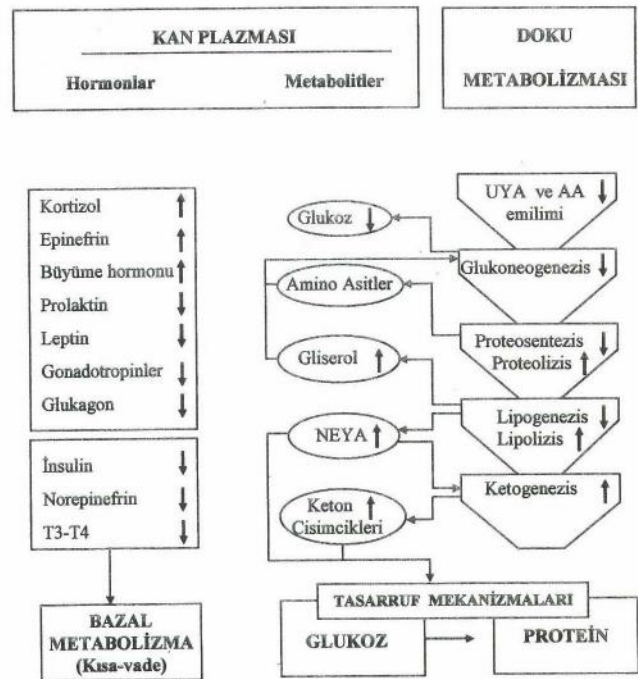 KAN PLAZMASI
Hormonlar Metabolitler
DOKU
METABOLİZMASI
Kortizol ↑
Epinefrin ↑
Büyüme hormonu ↑
Prolaktin ↓
Leptin ↓
Gonadotropinler ↓
Glukagon ↓
İnsulin ↓
Norepinefrin ↓
T3-T4 ↓
BAZAL
METABOLİZMA
(Kısa-vade)
Glukoz ↓
Amino Asitler
Gliserol ↑
NEYA ↑
Keton ↑
Cisimcikleri
UYA ve AA ↓
emilimi
Glukoneogenezis ↓
Proteosentezis ↓
Proteolizis ↑
Lipogenezis ↓
Lipolizis ↑
Ketogenezis ↑
TASARRUF MEKANİZMALARI
GLUKOZ → PROTEİN